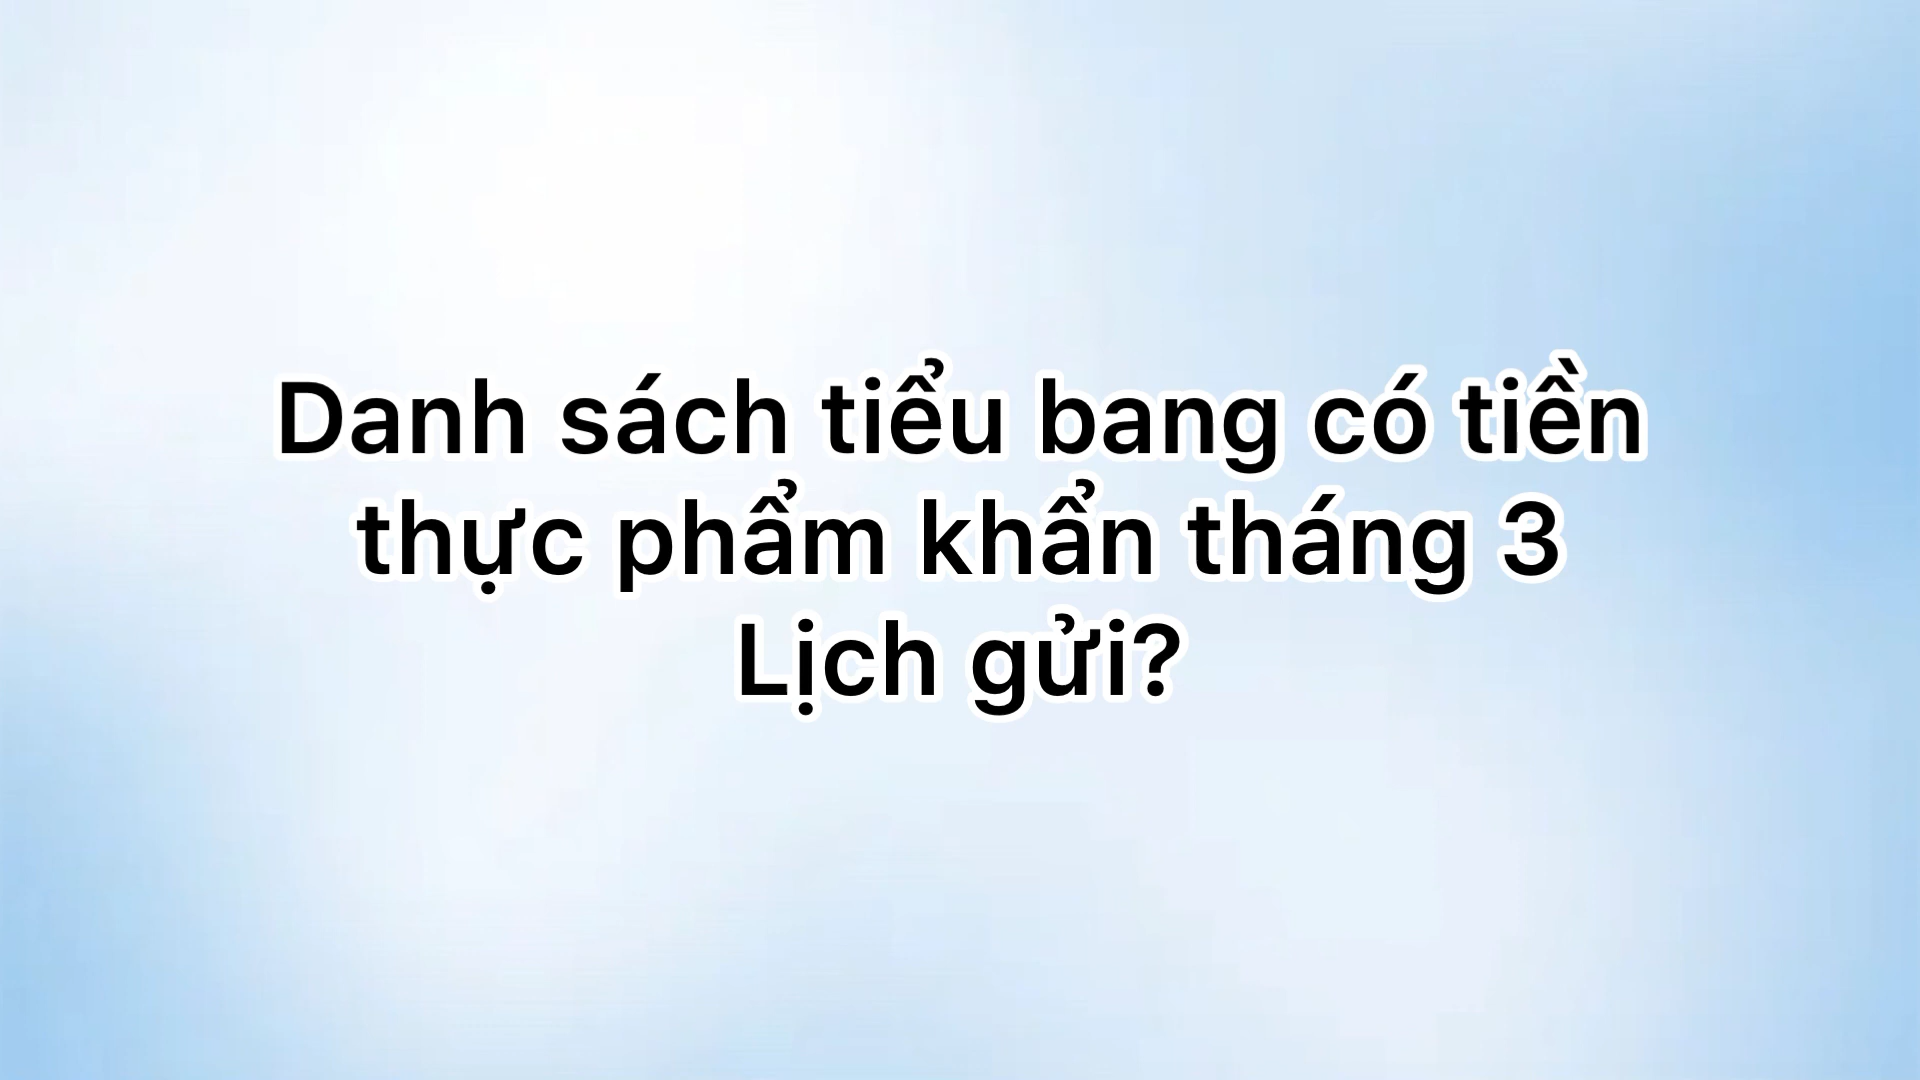 Danh sách tiểu bang có tiền
thực phẩm khẩn tháng 3
Lịch gửi?